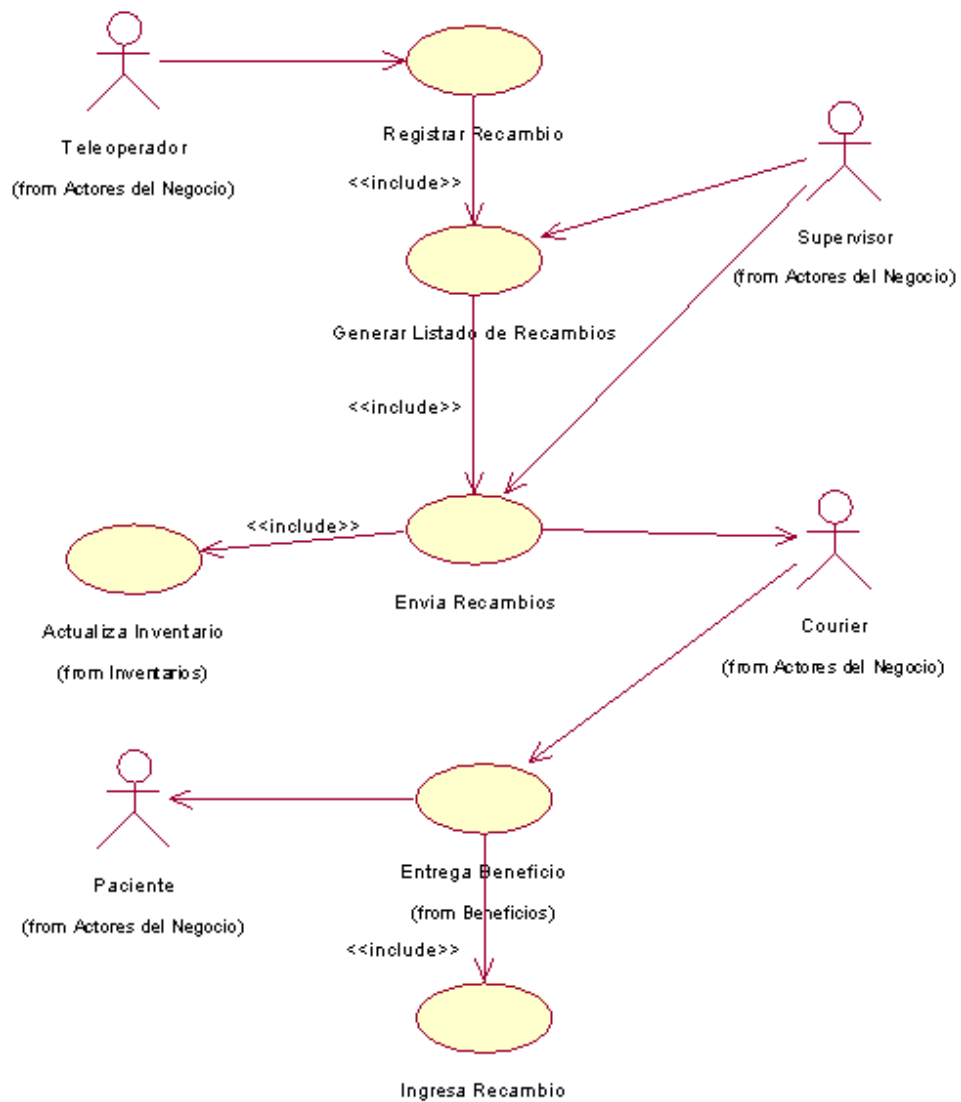 Registrar Recambio
Teleoperador
(from Actores del Negocio)
<<include>>
Supervisor
(from Actores del Negocio)
Generar Listado de Recambios
<<include>>
<<include>>
Envia Recambios
Actualiza Inventario
(from Inventarios)
Courier
(from Actores del Negocio)
Entrega Beneficio
(from Beneficios)
Paciente
(from Actores del Negocio)
<<include>>
Ingresa Recambio